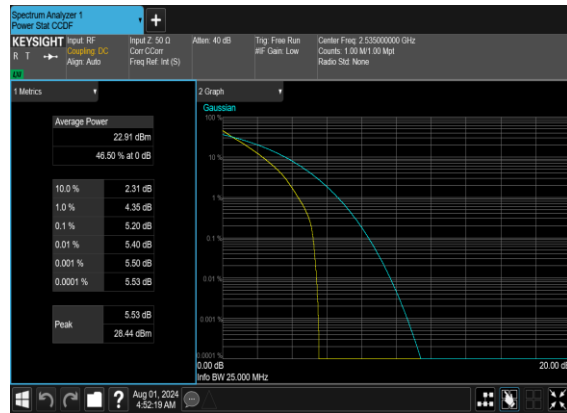 Spectrum Analyzer 1
Power Stat CCDF
KEYSIGHT
R T
LW
Input: RF
Coupling: DC
Align: Auto
Input Z: 50 Ω
Corr CCorr
Freq Ref: Int (S)
Atten: 40 dB
Trig: Free Run
#IF Gain: Low
Center Freq: 2.535000000 GHz
Counts: 1.00 M/1.00 Mpt
Radio Std: None
1 Metrics
Average Power
22.91 dBm
46.50 % at 0 dB
10.0 % 2.31 dB
1.0 % 4.35 dB
0.1 % 5.20 dB
0.01 % 5.40 dB
0.001 % 5.50 dB
0.0001 % 5.53 dB
Peak
5.53 dB
28.44 dBm
2 Graph
Gaussian
100 %
10 %
1 %
0.1 %
0.01 %
0.001 %
0.0001 %
0.00 dB
20.00 dB
Info BW 25.000 MHz
?
Aug 01, 2024
4:52:19 AM